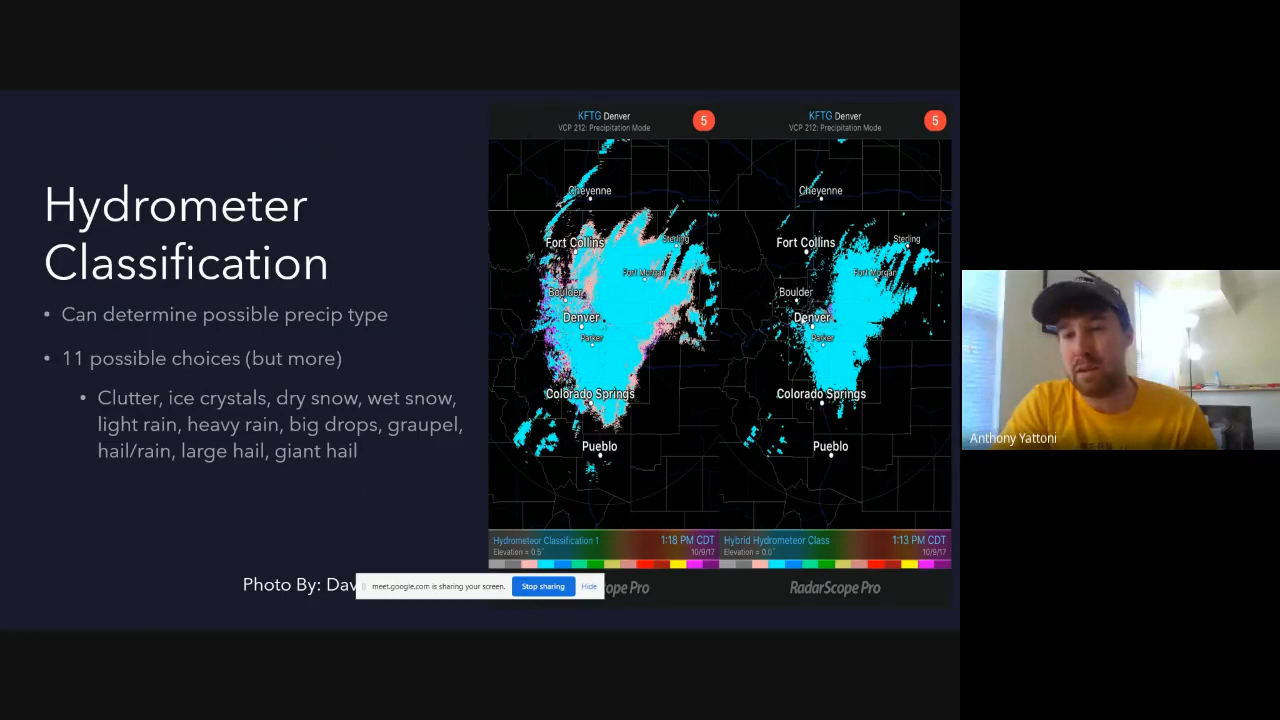 Hydrometer
Classification
• Can determine possible precip type
• 11 possible choices (but more)
• Clutter, ice crystals, dry snow, wet snow,
light rain, heavy rain, big drops, graupel,
hail/rain, large hail, giant hail
Photo By: Dav
meet.google.com is sharing your screen.
Stop sharing
Hide
KFTG Denver
VCP 212: Precipitation Mode
5
Cheyenne
Fort Collins
Sterling
Fort Morgan
Boulder
Denver
Parker
Colorado Springs
Pueblo
Hydrometeor Classification 1
1:18 PM CDT
Elevation = 0.5°
10/9/17
ope Pro
KFTG Denver
VCP 212: Precipitation Mode
5
Cheyenne
Fort Collins
Sterling
Fort Morgan
Boulder
Denver
Parker
Colorado Springs
Pueblo
Hybrid Hydrometeor Class
1:13 PM CDT
Elevation = 0.0°
10/9/17
RadarScope Pro
Anthony Yattoni